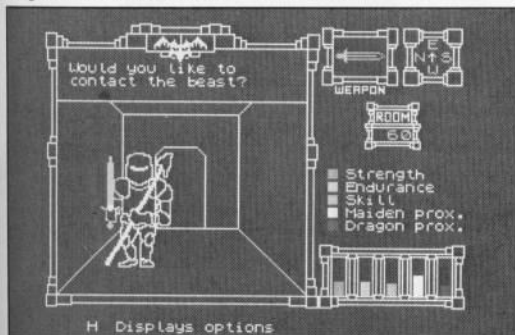 Would you like to
contact the beast?
WEAPON
E
N↑S
W
ROOM
60
Strength
Endurance
Skill
Maiden prox.
Dragon prox.
H Displays options